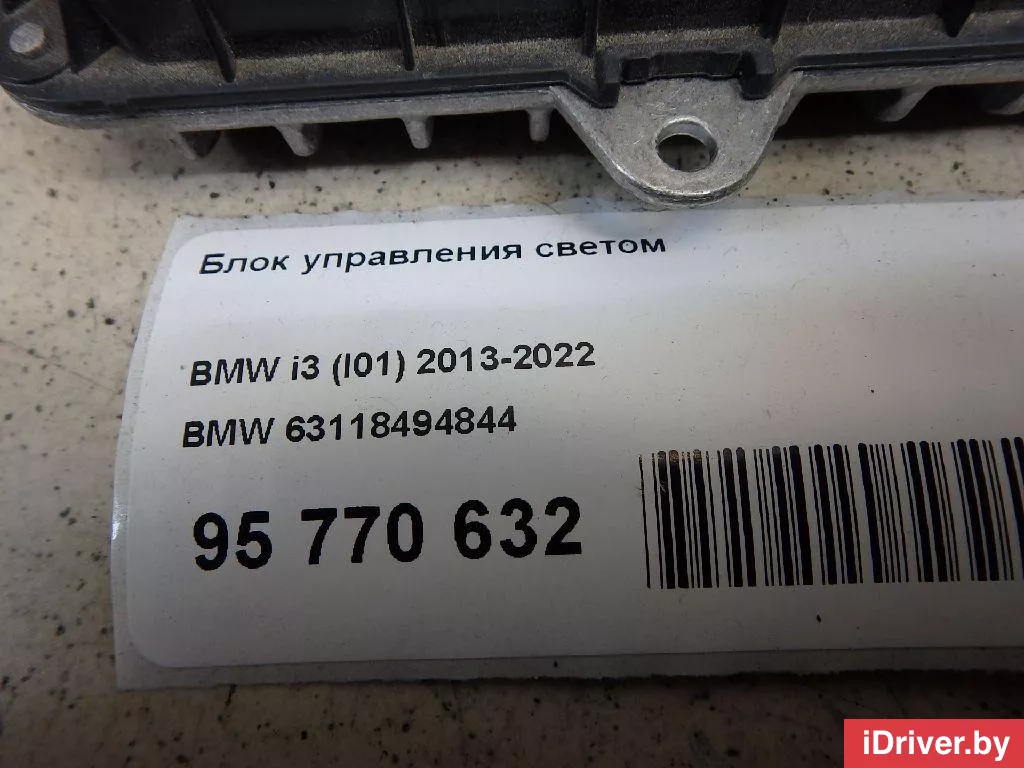 Блок управления светом
BMW i3 (I01) 2013-2022
BMW 63118494844
95 770 632
iDriver.by